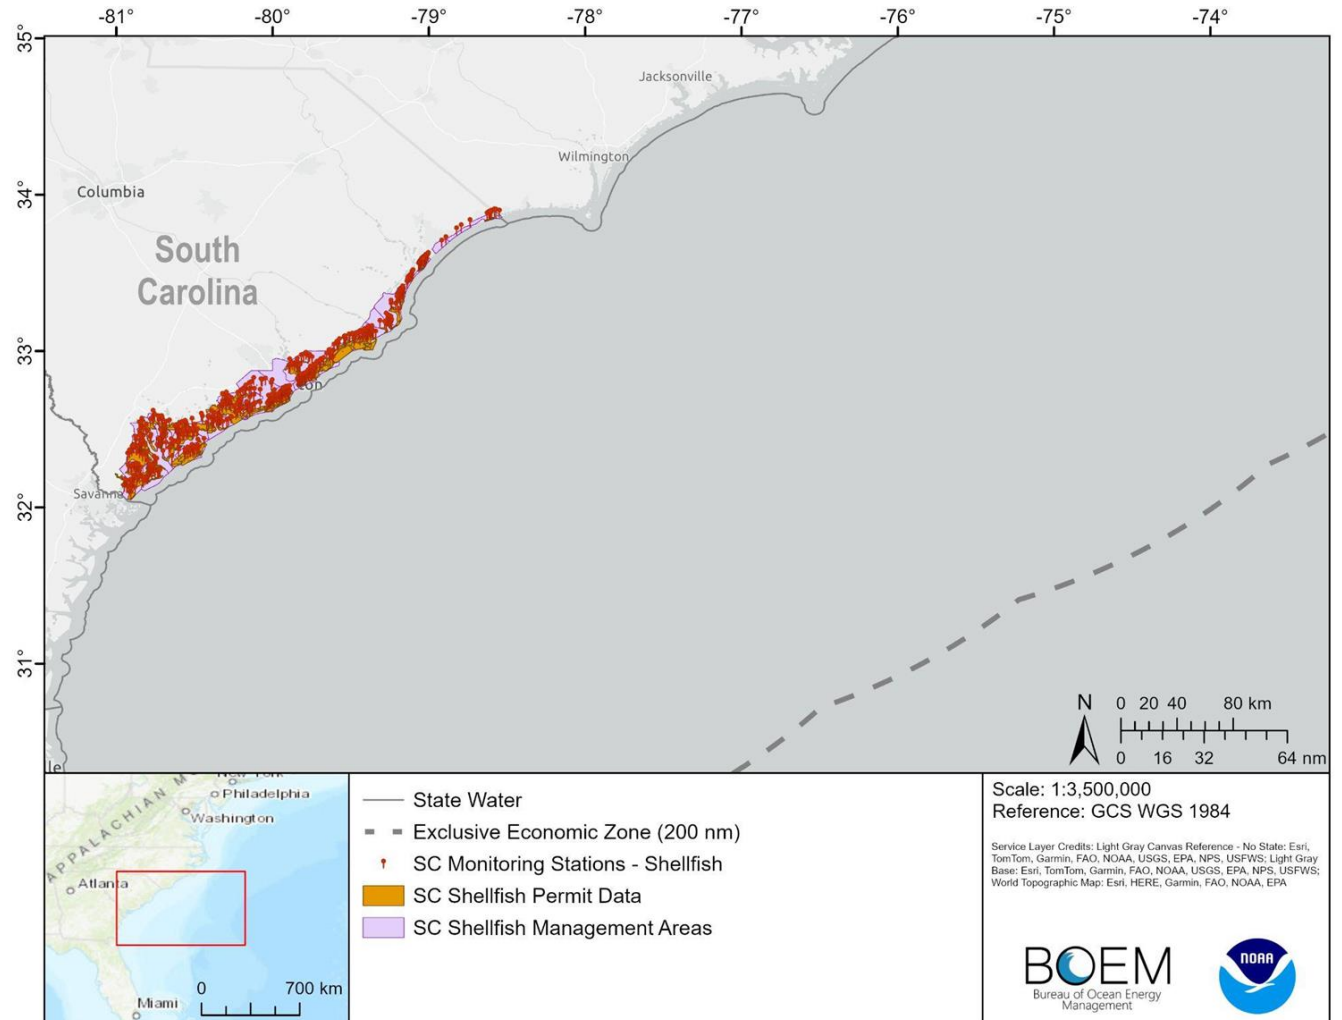 -81° -80° -79° -78° -77° -76° -75° -74°
35°
34°
33°
32°
31°
Jacksonville
Wilmington
Columbia
South
Carolina
ton
Savanna
le
N 0 20 40 80 km
0 16 32 64 nm
APPALACHIAN M
New York
Philadelphia
Washington
Atlanta
0 700 km
Miami
State Water
Exclusive Economic Zone (200 nm)
SC Monitoring Stations - Shellfish
SC Shellfish Permit Data
SC Shellfish Management Areas
Scale: 1:3,500,000
Reference: GCS WGS 1984
Service Layer Credits: Light Gray Canvas Reference - No State: Esri,
TomTom, Garmin, FAO, NOAA, USGS, EPA, NPS, USFWS; Light Gray
Base: Esri, TomTom, Garmin, FAO, NOAA, USGS, EPA, NPS, USFWS;
World Topographic Map: Esri, HERE, Garmin, FAO, NOAA, EPA
BOEM
Bureau of Ocean Energy
Management
NOAA